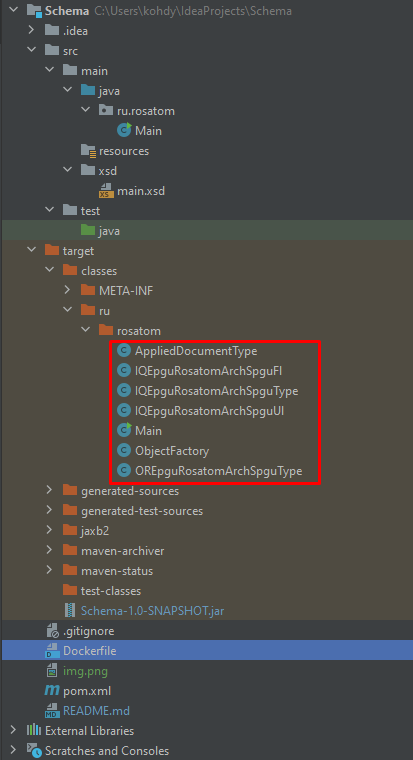 Schema C:\Users\kohdy\IdeaProjects\Schema
.idea
src
main
java
ru.rosatom
Main
resources
xsd
main.xsd
test
java
target
classes
META-INF
ru
rosatom
AppliedDocumentType
IQEpguRosatomArchSpguFl
IQEpguRosatomArchSpguType
IQEpguRosatomArchSpguUl
Main
ObjectFactory
OREpguRosatomArchSpguType
generated-sources
generated-test-sources
jaxb2
maven-archiver
maven-status
test-classes
Schema-1.0-SNAPSHOT.jar
.gitignore
Dockerfile
img.png
pom.xml
README.md
External Libraries
Scratches and Consoles